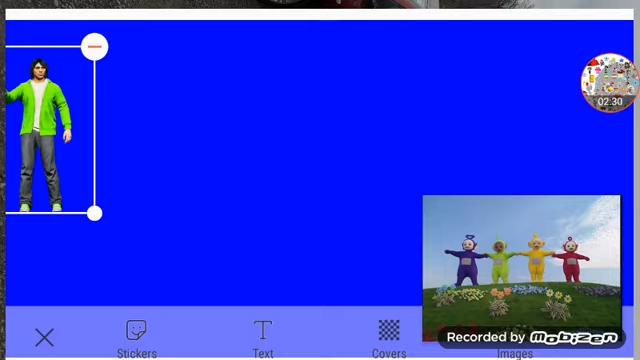 02:30
Recorded by mobizen
Stickers
Text
Covers
Images